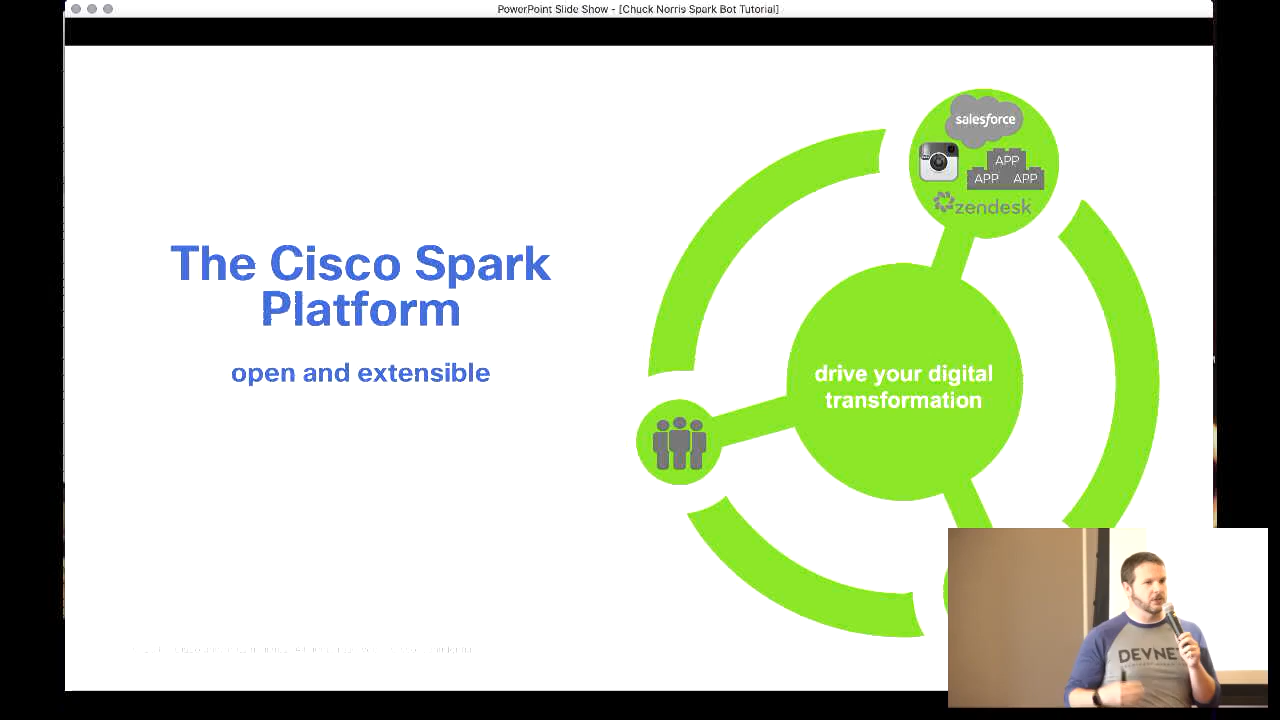 PowerPoint Slide Show - [Chuck Norris Spark Bot Tutorial]
The Cisco Spark
Platform
open and extensible
salesforce
APP
APP APP
zendesk
drive your digital
transformation
DEVNET